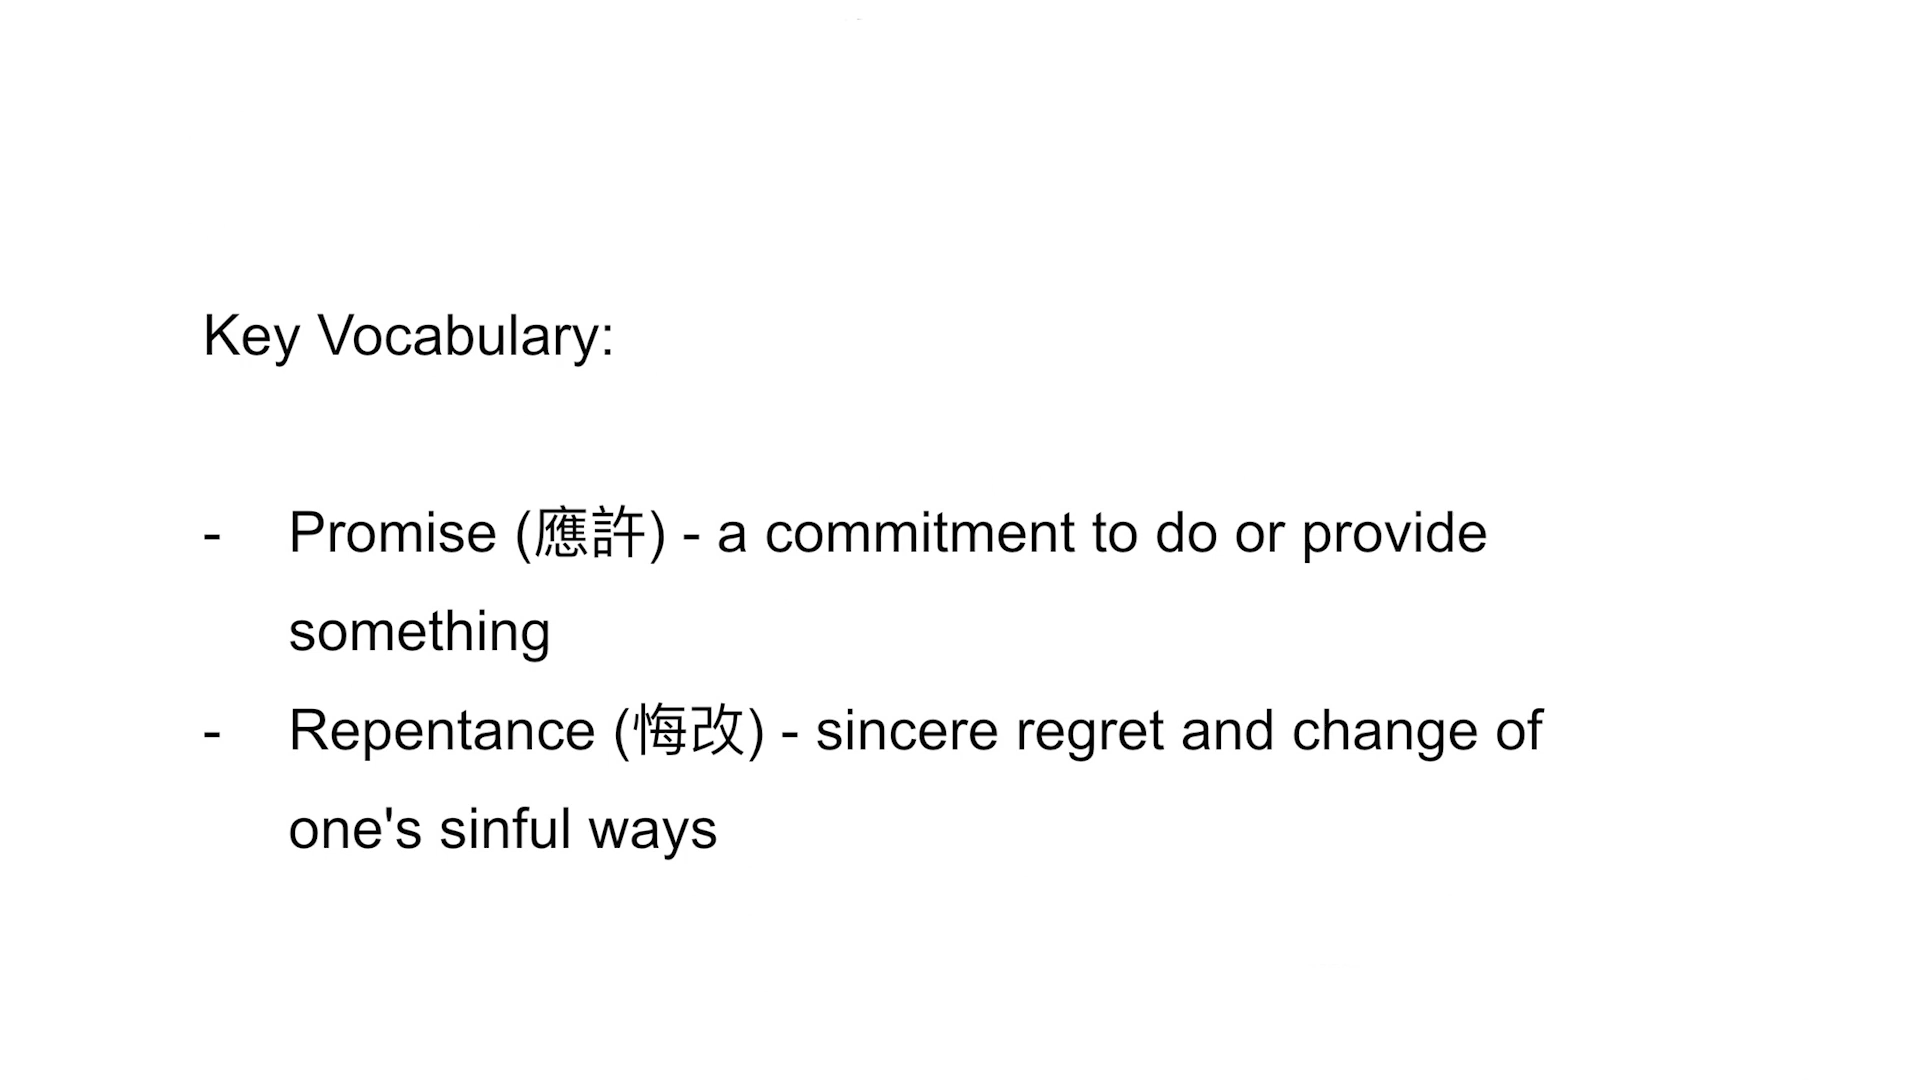 Key Vocabulary:
- Promise (應許) - a commitment to do or provide
something
- Repentance (悔改) - sincere regret and change of
one's sinful ways